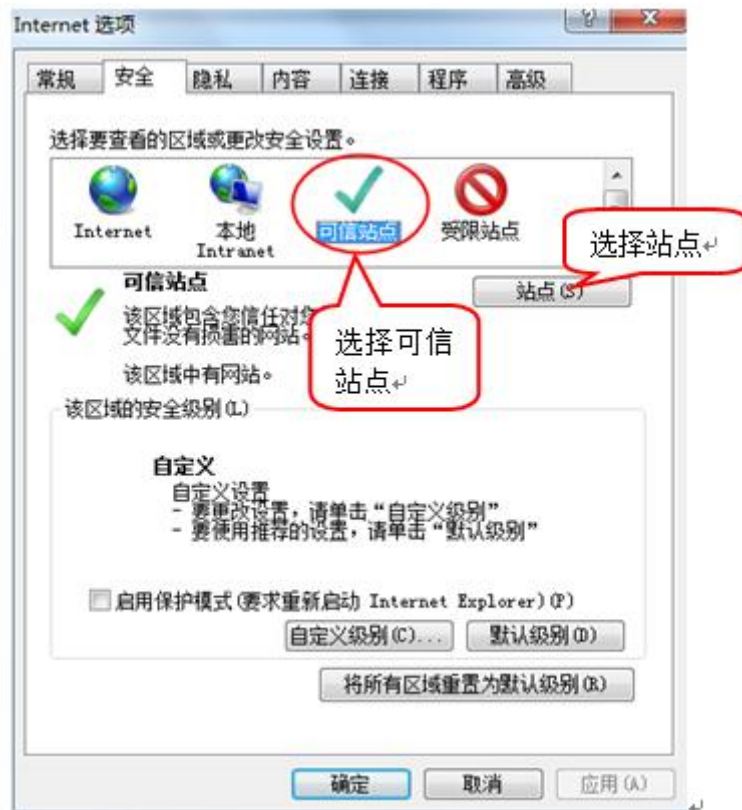 Internet 选项
常规 安全 隐私 内容 连接 程序 高级
选择要查看的区域或更改安全设置。
Internet 本地 Intranet 可信站点 受限站点
选择站点
可信站点
站点(S)
该区域包含您信任对您
文件没有损害的网站。
选择可信
站点
该区域中有网站。
该区域的安全级别(L)
自定义
自定义设置
- 要更改设置，请单击“自定义级别”
- 要使用推荐的设置，请单击“默认级别”
启用保护模式(要求重新启动 Internet Explorer)(P)
自定义级别(C)... 默认级别(D)
将所有区域重置为默认级别(R)
确定 取消 应用(A)